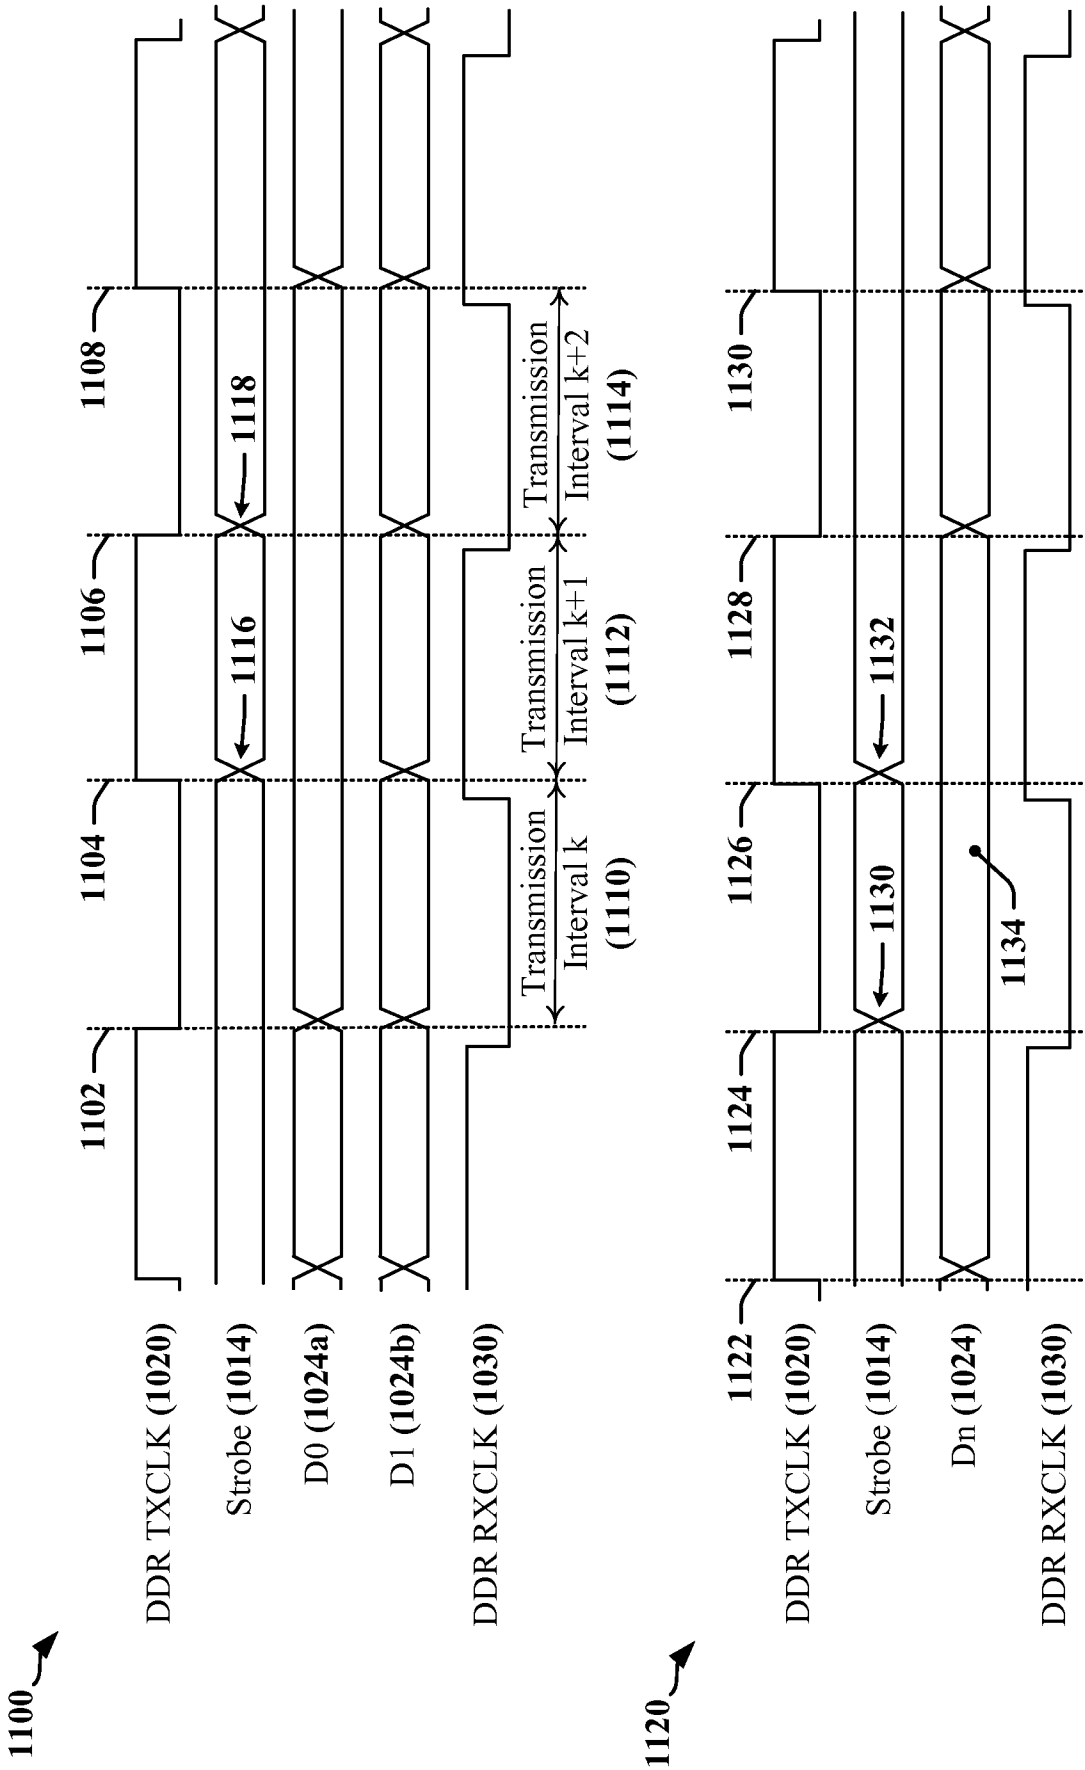 1100
1102
1104
1106
1108
DDR TXCLK (1020)
Strobe (1014)
1116
1118
D0 (1024a)
D1 (1024b)
DDR RXCLK (1030)
Transmission
Interval k
(1110)
Transmission
Interval k+1
(1112)
Transmission
Interval k+2
(1114)
1120
1122
1124
1126
1128
1130
DDR TXCLK (1020)
Strobe (1014)
1130
1132
Dn (1024)
1134
DDR RXCLK (1030)